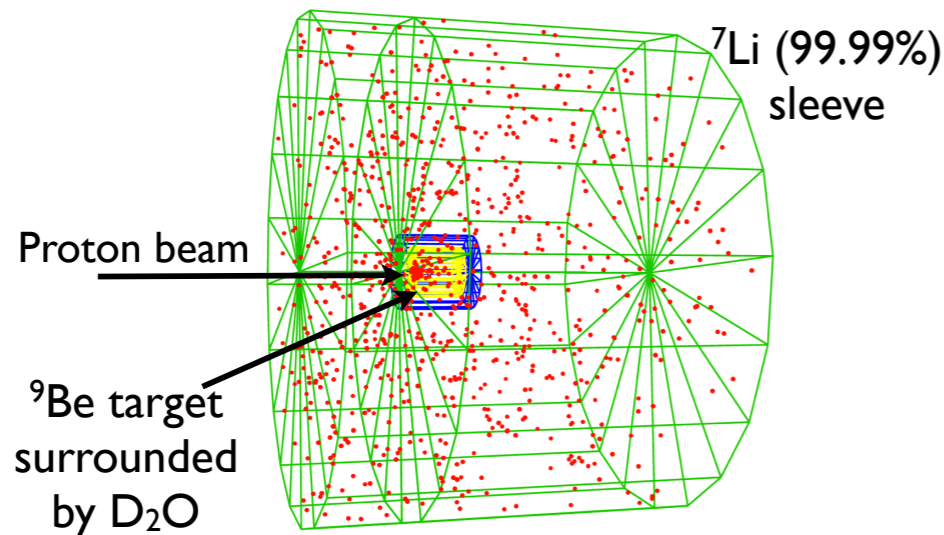 ⁷Li (99.99%)
sleeve
Proton beam
⁹Be target
surrounded
by D₂O